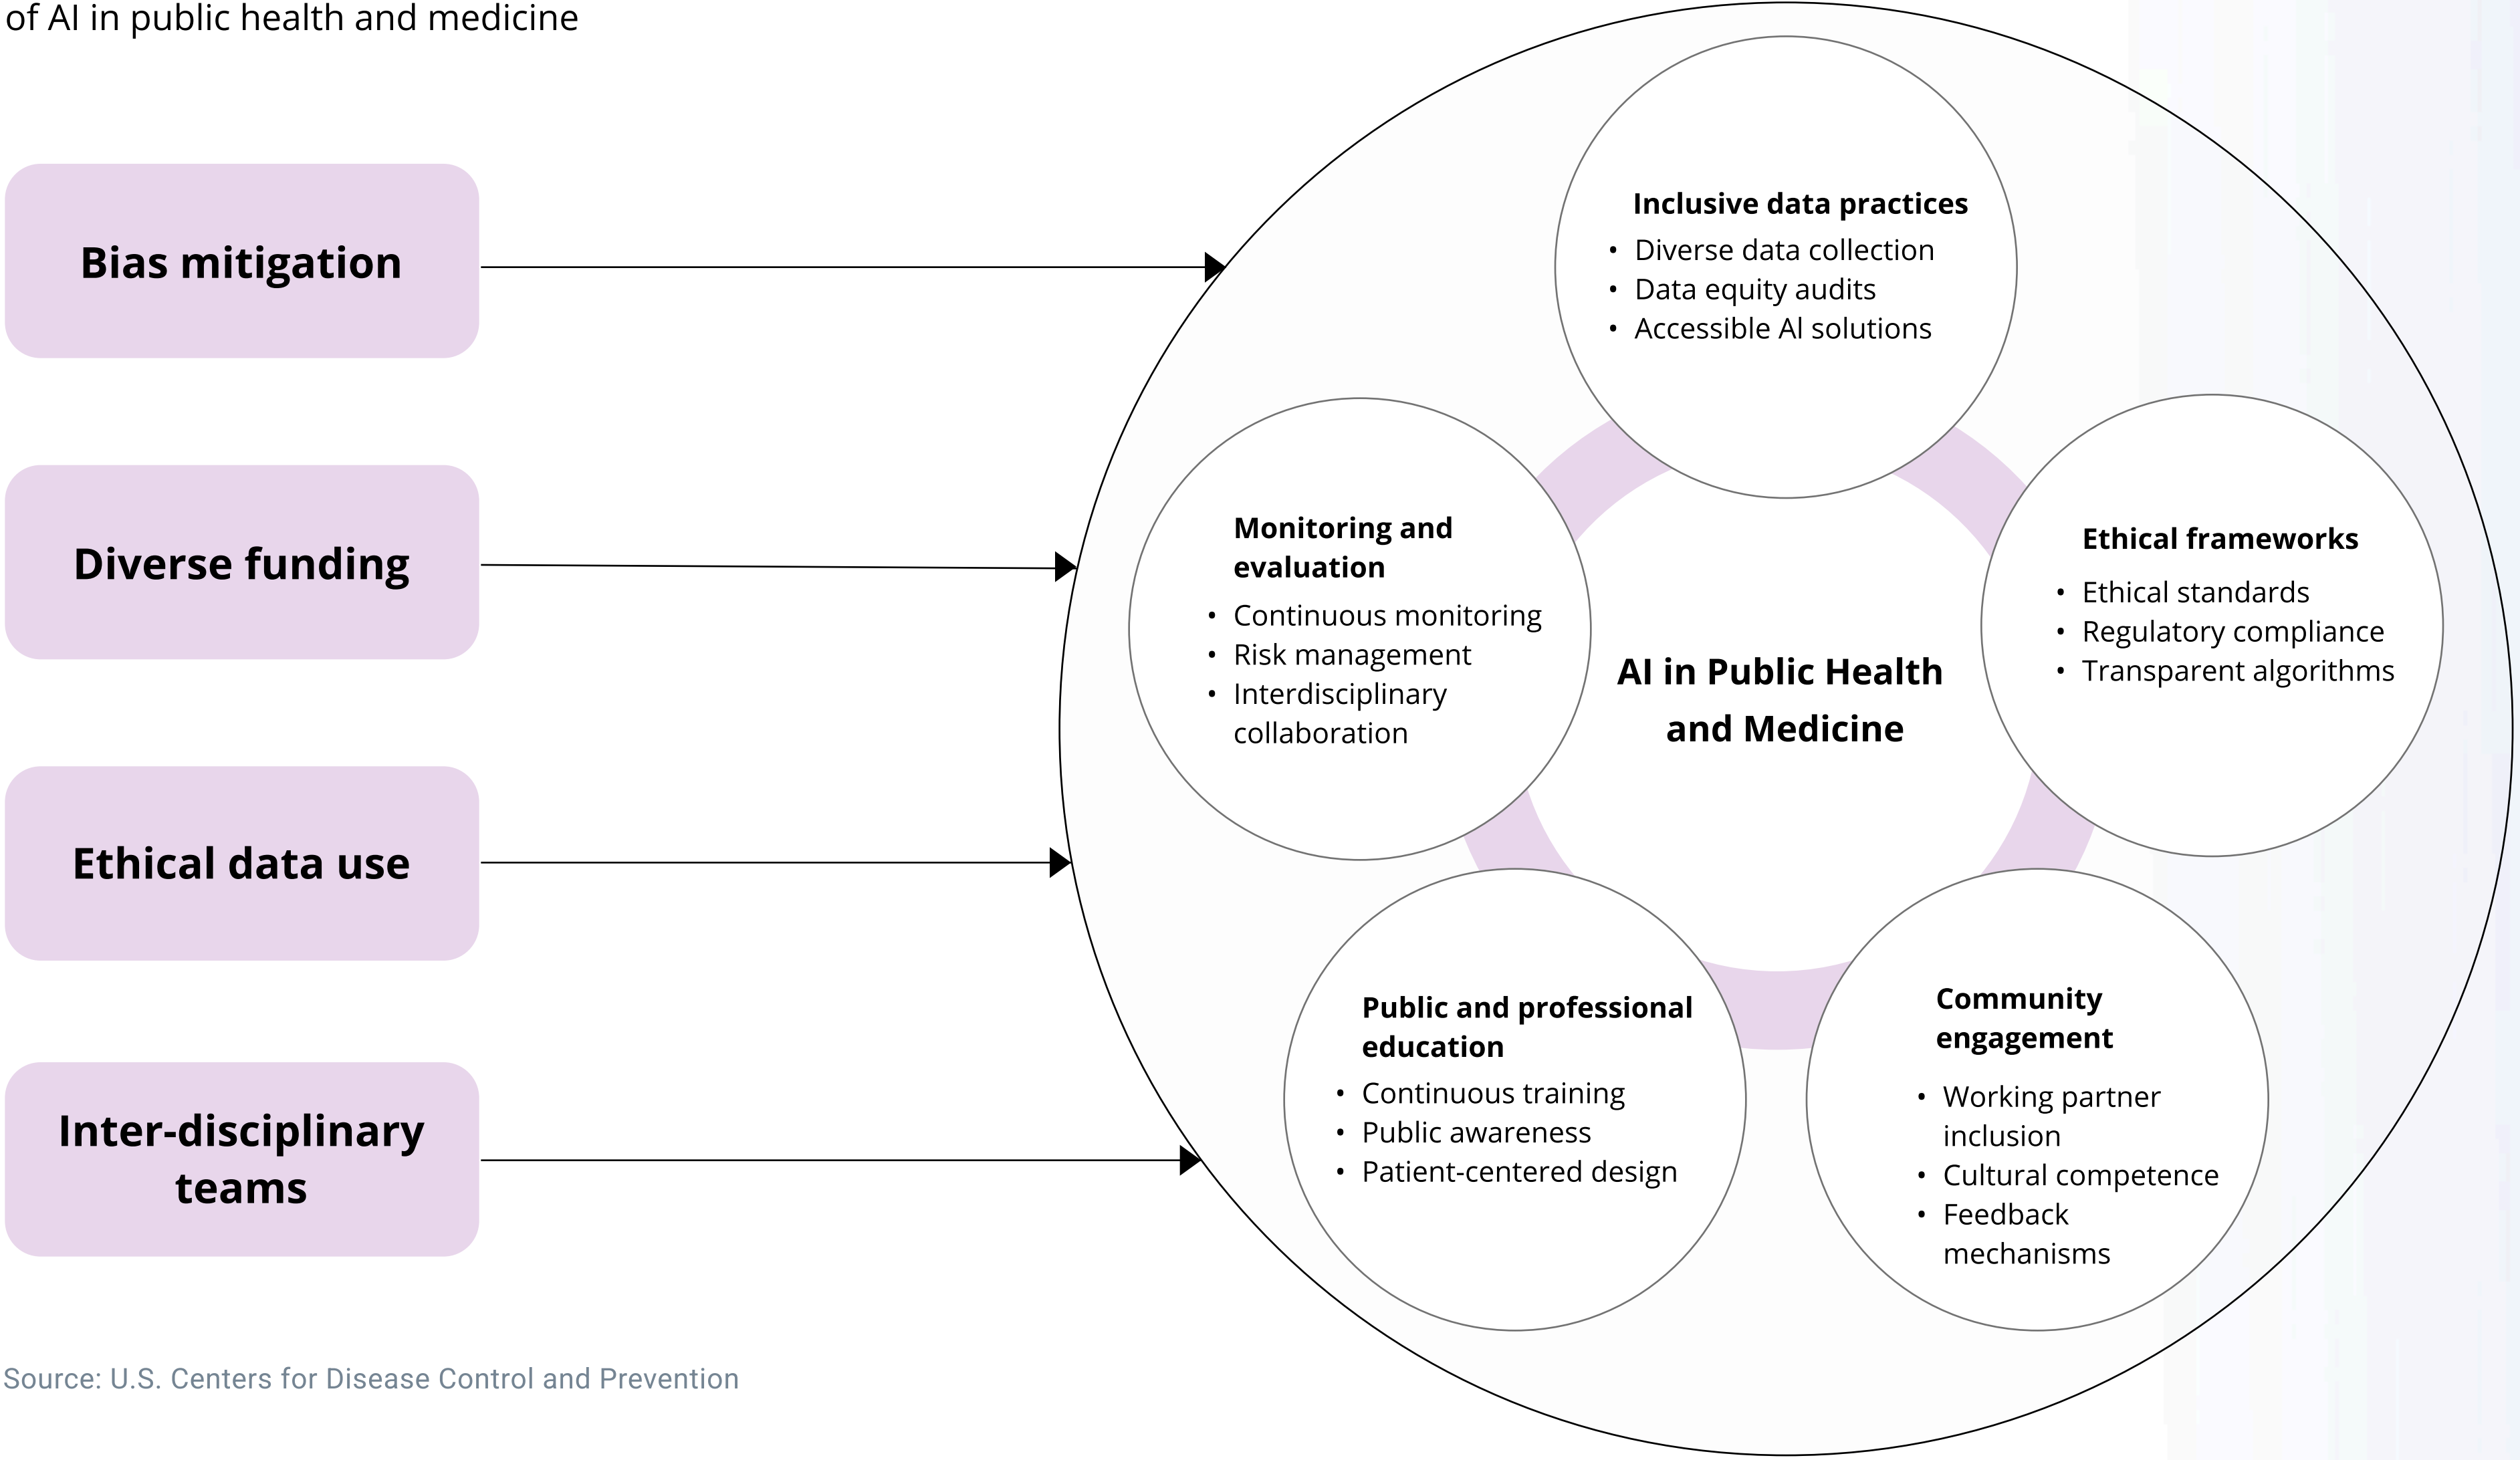 of AI in public health and medicine
Bias mitigation
Diverse funding
Ethical data use
Inter-disciplinary
teams
Inclusive data practices
• Diverse data collection
• Data equity audits
• Accessible AI solutions
Monitoring and
evaluation
• Continuous monitoring
• Risk management
• Interdisciplinary
collaboration
AI in Public Health
and Medicine
Ethical frameworks
• Ethical standards
• Regulatory compliance
• Transparent algorithms
Public and professional
education
• Continuous training
• Public awareness
• Patient-centered design
Community
engagement
• Working partner
inclusion
• Cultural competence
• Feedback
mechanisms
Source: U.S. Centers for Disease Control and Prevention